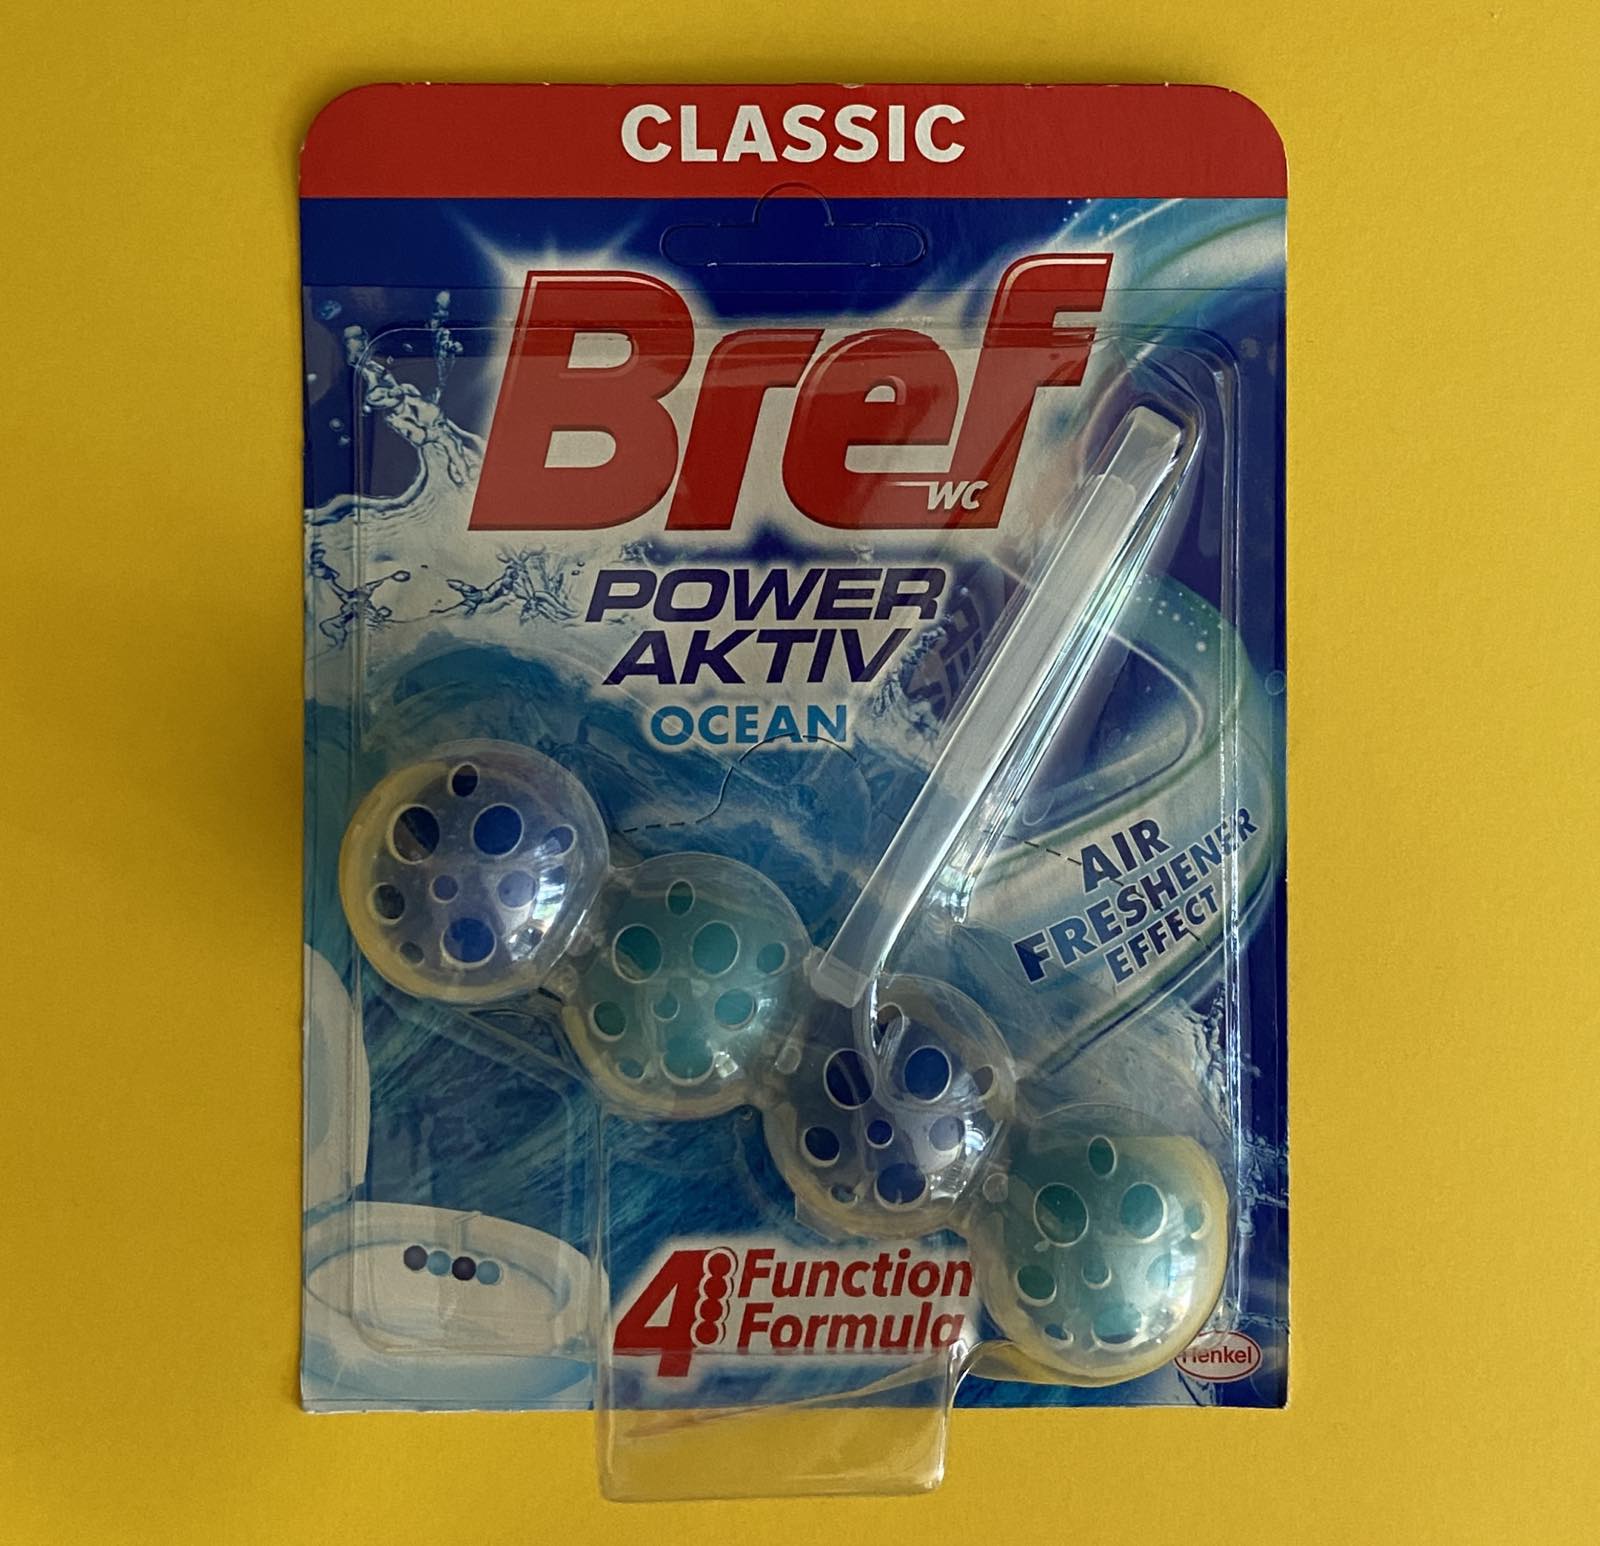 CLASSIC
Bref
WC
POWER
AKTIV
OCEAN
AIR
FRESHENER
EFFECT
4 Function
Formula
Henkel